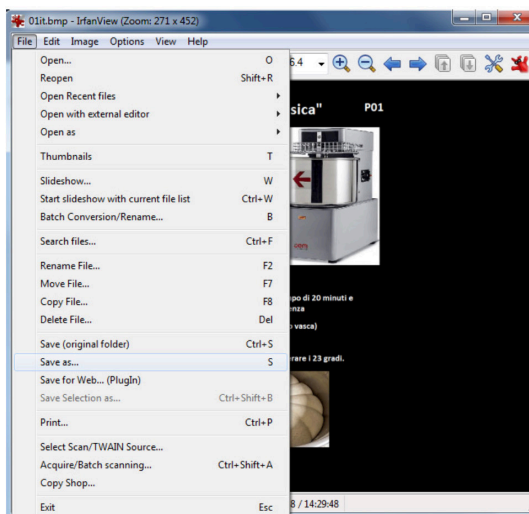 01it.bmp - IrfanView (Zoom: 271 x 452)
File Edit Image Options View Help
Open... O
Reopen Shift+R
Open Recent files
Open with external editor
Open as
Thumbnails T
Slideshow... W
Start slideshow with current file list Ctrl+W
Batch Conversion/Rename... B
Search files... Ctrl+F
Rename File... F2
Move File... F7
Copy File... F8
Delete File... Del
Save (original folder) Ctrl+S
Save as... S
Save for Web... (PlugIn)
Save Selection as... Ctrl+Shift+B
Print... Ctrl+P
Select Scan/TWAIN Source...
Acquire/Batch scanning... Ctrl+Shift+A
Copy Shop...
Exit Esc
6.4
sica" P01
po di 20 minuti e
nza
o vasca)
rare i 23 gradi.
8 / 14:29:48